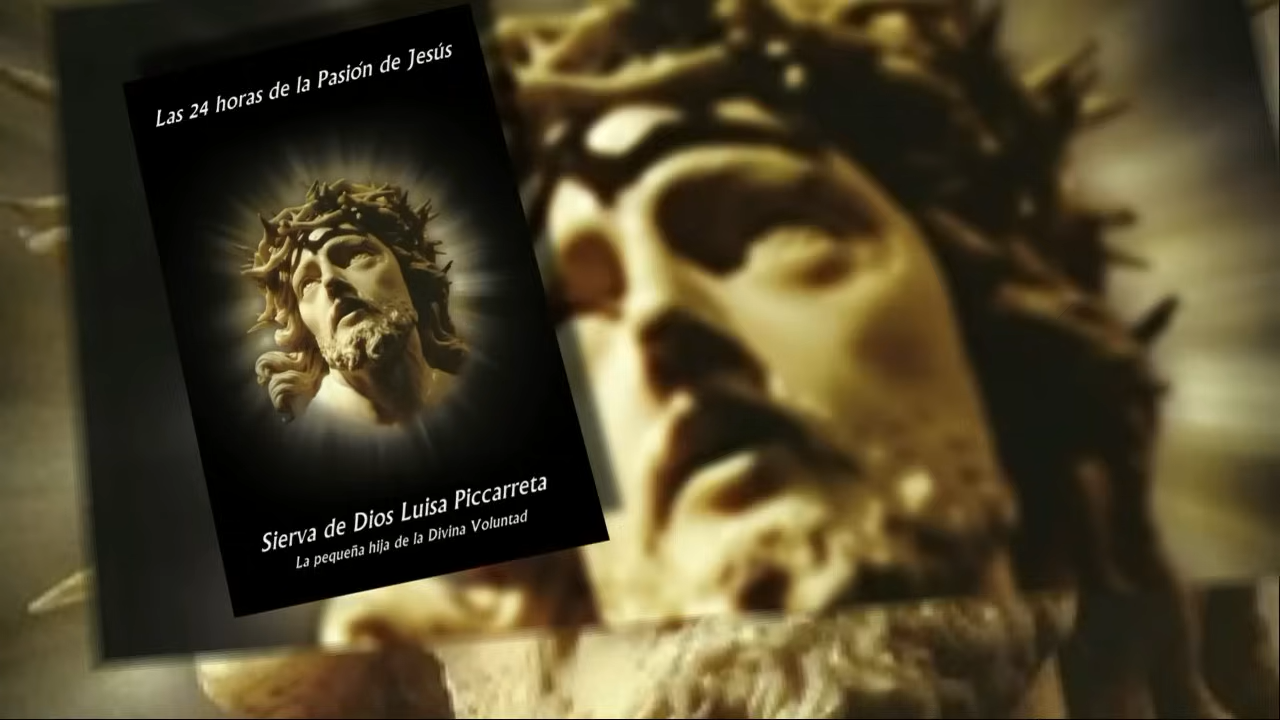 Las 24 horas de la Pasión de Jesús
Sierva de Dios Luisa Piccarreta
La pequeña hija de la Divina Voluntad